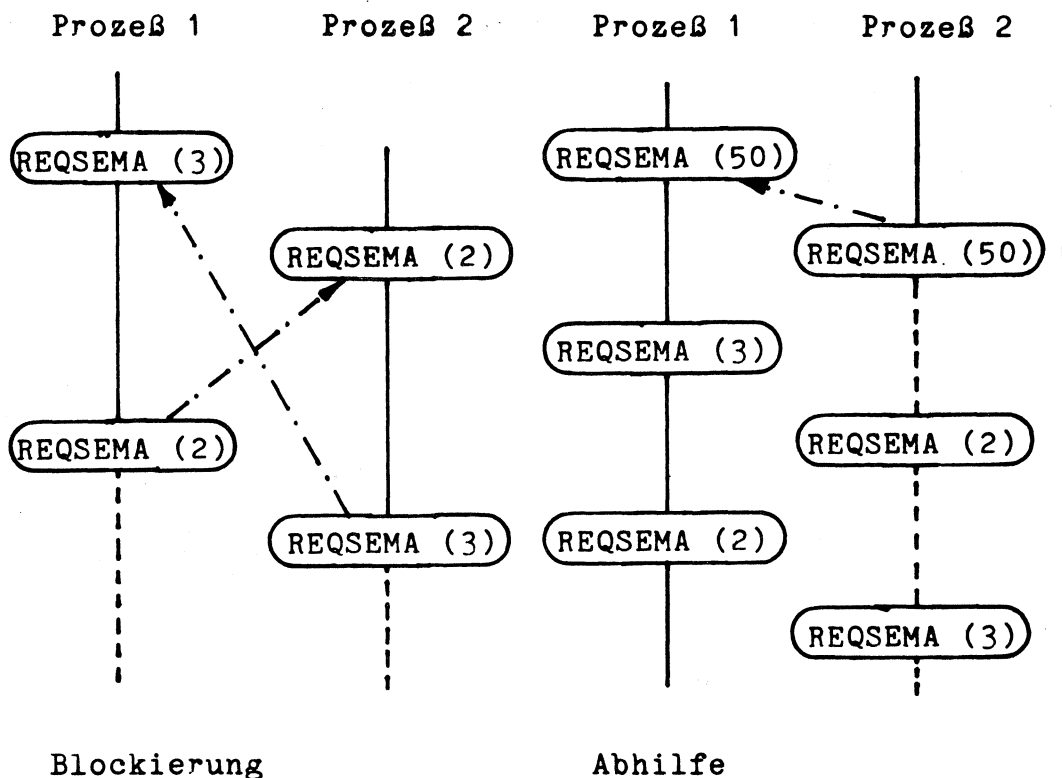 Prozeß 1
Prozeß 2
Prozeß 1
Prozeß 2
REQSEMA (3)
REQSEMA (2)
REQSEMA (2)
REQSEMA (3)
REQSEMA (50)
REQSEMA (50)
REQSEMA (3)
REQSEMA (2)
REQSEMA (2)
REQSEMA (3)
Blockierung
Abhilfe